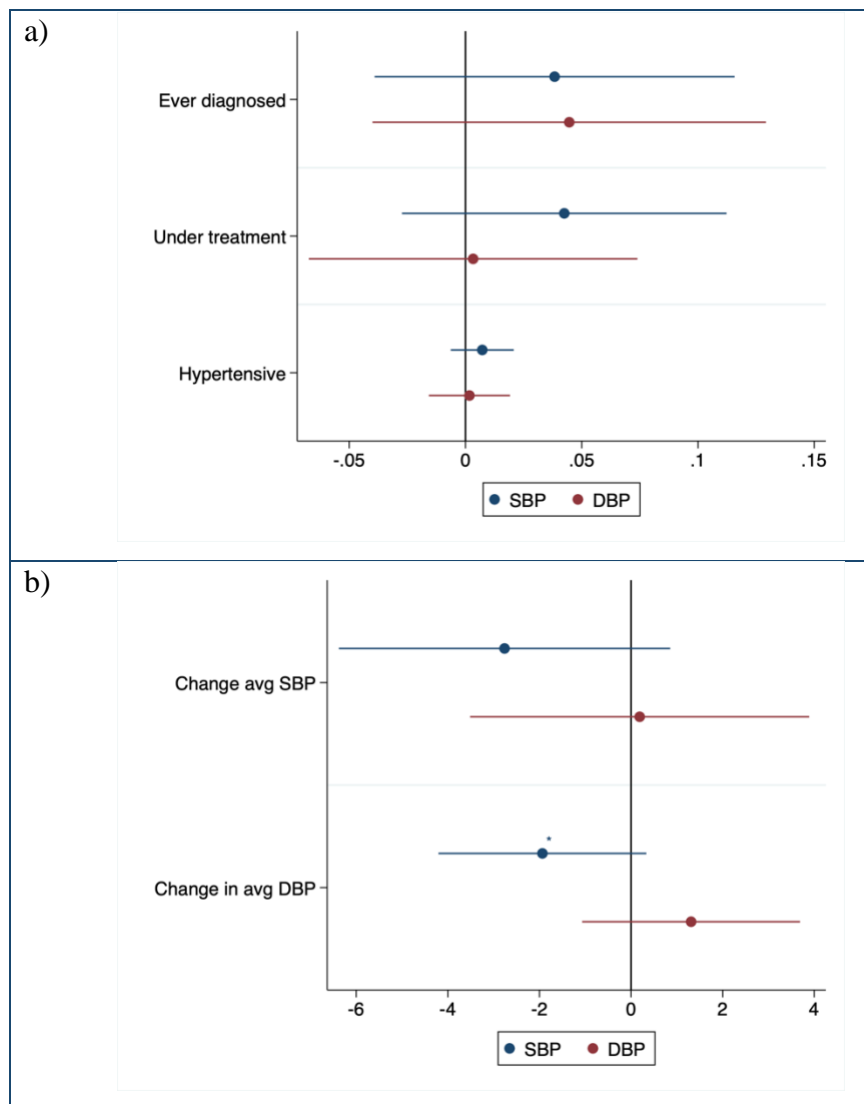 a)
Ever diagnosed
Under treatment
Hypertensive
-.05 0 .05 .1 .15
SBP DBP
b)
Change avg SBP
*
Change in avg DBP
-6 -4 -2 0 2 4
SBP DBP